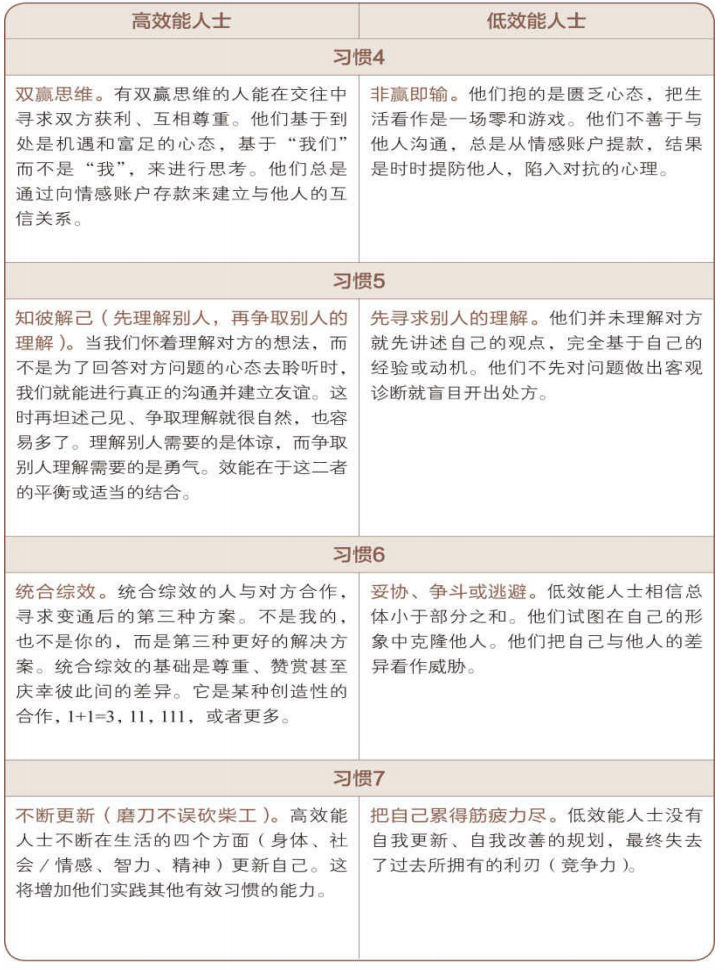 高效能人士
低效能人士
习惯4
双赢思维。有双赢思维的人能在交往中
寻求双方获利、互相尊重。他们基于到
处是机遇和富足的心态，基于“我们”
而不是“我”，来进行思考。他们总是
通过向情感账户存款来建立与他人的互
信关系。
非赢即输。他们抱的是匮乏心态，把生
活看作是一场零和游戏。他们不善于与
他人沟通，总是从情感账户提款，结果
是时时提防他人，陷入对抗的心理。
习惯5
知彼解己（先理解别人，再争取别人的
理解）。当我们怀着理解对方的想法，而
不是为了回答对方问题的心态去聆听时，
我们就能进行真正的沟通并建立友谊。这
时再坦述己见、争取理解就很自然，也容
易多了。理解别人需要的是体谅，而争取
别人理解需要的是勇气。效能在于这二者
的平衡或适当的结合。
先寻求别人的理解。他们并未理解对方
就先讲述自己的观点，完全基于自己的
经验或动机。他们不先对问题做出客观
诊断就盲目开出处方。
习惯6
统合综效。统合综效的人与对方合作，
寻求变通后的第三种方案。不是我的，
也不是你的，而是第三种更好的解决方
案。统合综效的基础是尊重、赞赏甚至
庆幸彼此间的差异。它是某种创造性的
合作，1+1=3，11，111，或者更多。
妥协、争斗或逃避。低效能人士相信总
体小于部分之和。他们试图在自己的形
象中克隆他人。他们把自己与他人的差
异看作威胁。
习惯7
不断更新（磨刀不误砍柴工）。高效能
人士不断在生活的四个方面（身体、社
会／情感、智力、精神）更新自己。这
将增加他们实践其他有效习惯的能力。
把自己累得筋疲力尽。低效能人士没有
自我更新、自我改善的规划，最终失去
了过去所拥有的利刃（竞争力）。